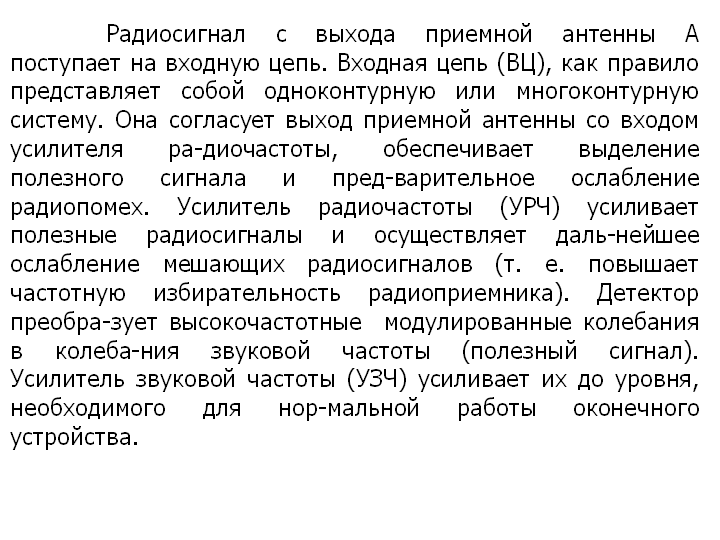 Радиосигнал с выхода приемной антенны А
поступает на входную цепь. Входная цепь (ВЦ), как правило
представляет собой одноконтурную или многоконтурную
систему. Она согласует выход приемной антенны со входом
усилителя ра-диочастоты, обеспечивает выделение
полезного сигнала и пред-варительное ослабление
радиопомех. Усилитель радиочастоты (УРЧ) усиливает
полезные радиосигналы и осуществляет даль-нейшее
ослабление мешающих радиосигналов (т. е. повышает
частотную избирательность радиоприемника). Детектор
преобра-зует высокочастотные модулированные колебания
в колеба-ния звуковой частоты (полезный сигнал).
Усилитель звуковой частоты (УЗЧ) усиливает их до уровня,
необходимого для нор-мальной работы оконечного
устройства.